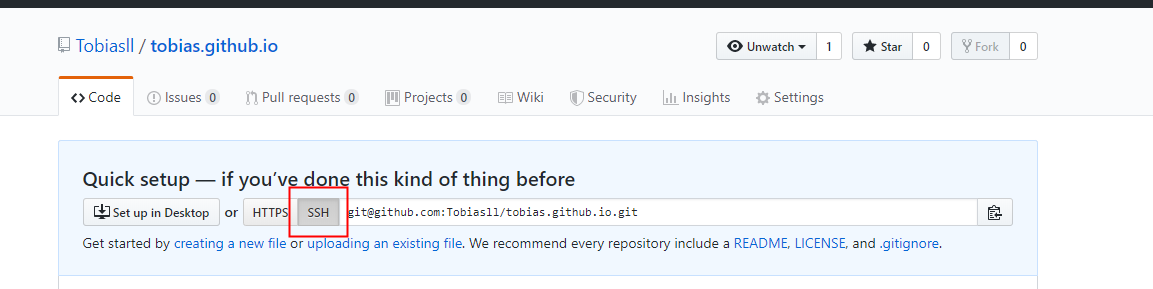 Tobiasll / tobias.github.io
Unwatch 1 Star 0 Fork 0
Code Issues 0 Pull requests 0 Projects 0 Wiki Security Insights Settings
Quick setup — if you’ve done this kind of thing before
Set up in Desktop or HTTPS SSH git@github.com:Tobiasll/tobias.github.io.git
Get started by creating a new file or uploading an existing file. We recommend every repository include a README, LICENSE, and .gitignore.